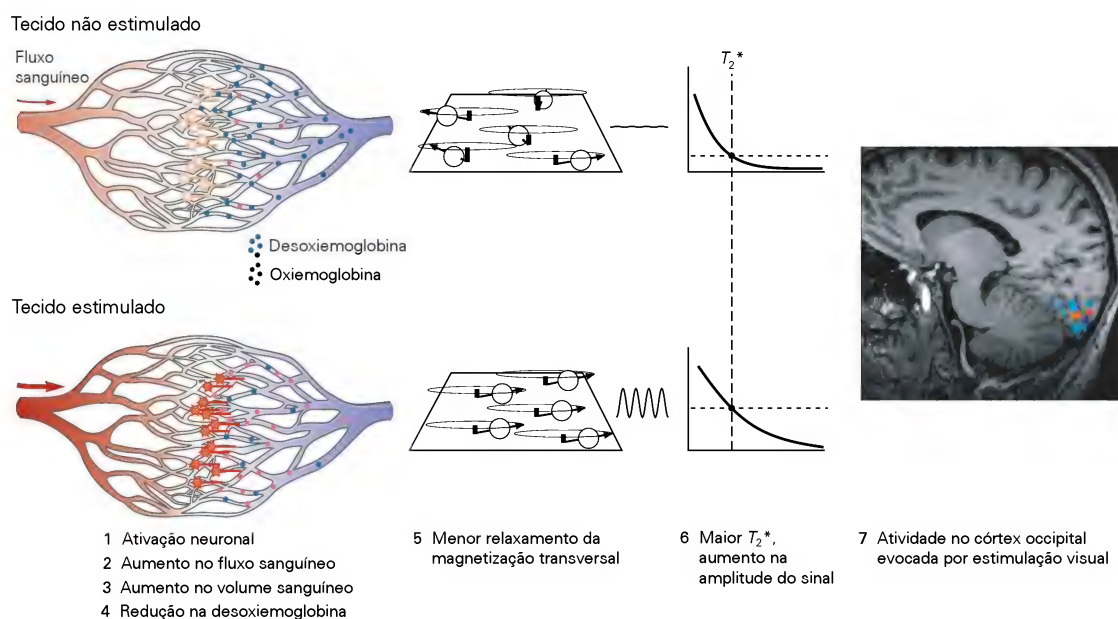 Tecido não estimulado
Fluxo
sanguíneo
T2*
Desoxiemoglobina
Oxiemoglobina
Tecido estimulado
1 Ativação neuronal
2 Aumento no fluxo sanguíneo
3 Aumento no volume sanguíneo
4 Redução na desoxiemoglobina
5 Menor relaxamento da
magnetização transversal
6 Maior T2*,
aumento na
amplitude do sinal
7 Atividade no córtex occipital
evocada por estimulação visual